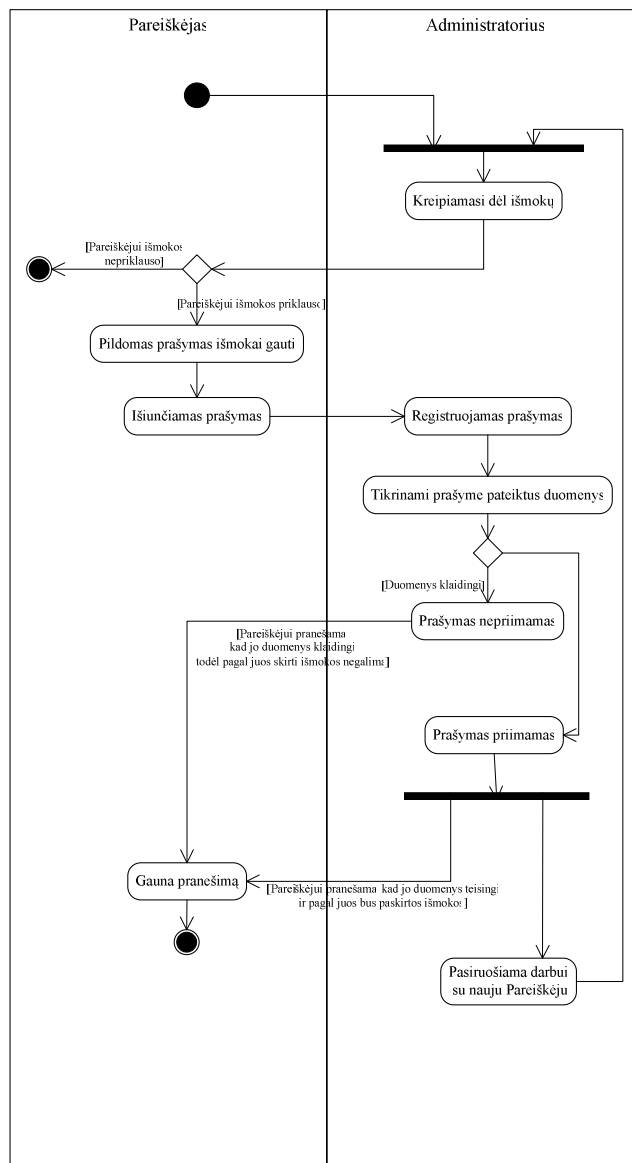 Pareiškėjas
Administratorius
Kreipiamasi dėl išmokų
[Pareiškėjui išmokos
nepriklauso]
[Pareiškėjui išmokos priklauso]
Pildomas prašymas išmokai gauti
Išiunčiamas prašymas
Registruojamas prašymas
Tikrinami prašyme pateiktus duomenys
[Duomenys klaidingi]
Prašymas nepriimamas
[Pareiškėjui pranešama
kad jo duomenys klaidingi
todėl pagal juos skirti išmokos negalima]
Prašymas priimamas
Gauna pranešimą
[Pareiškėjui pranešama kad jo duomenys teisingi
ir pagal juos bus paskirtos išmokos]
Pasiruošiama darbui
su nauju Pareiškėju